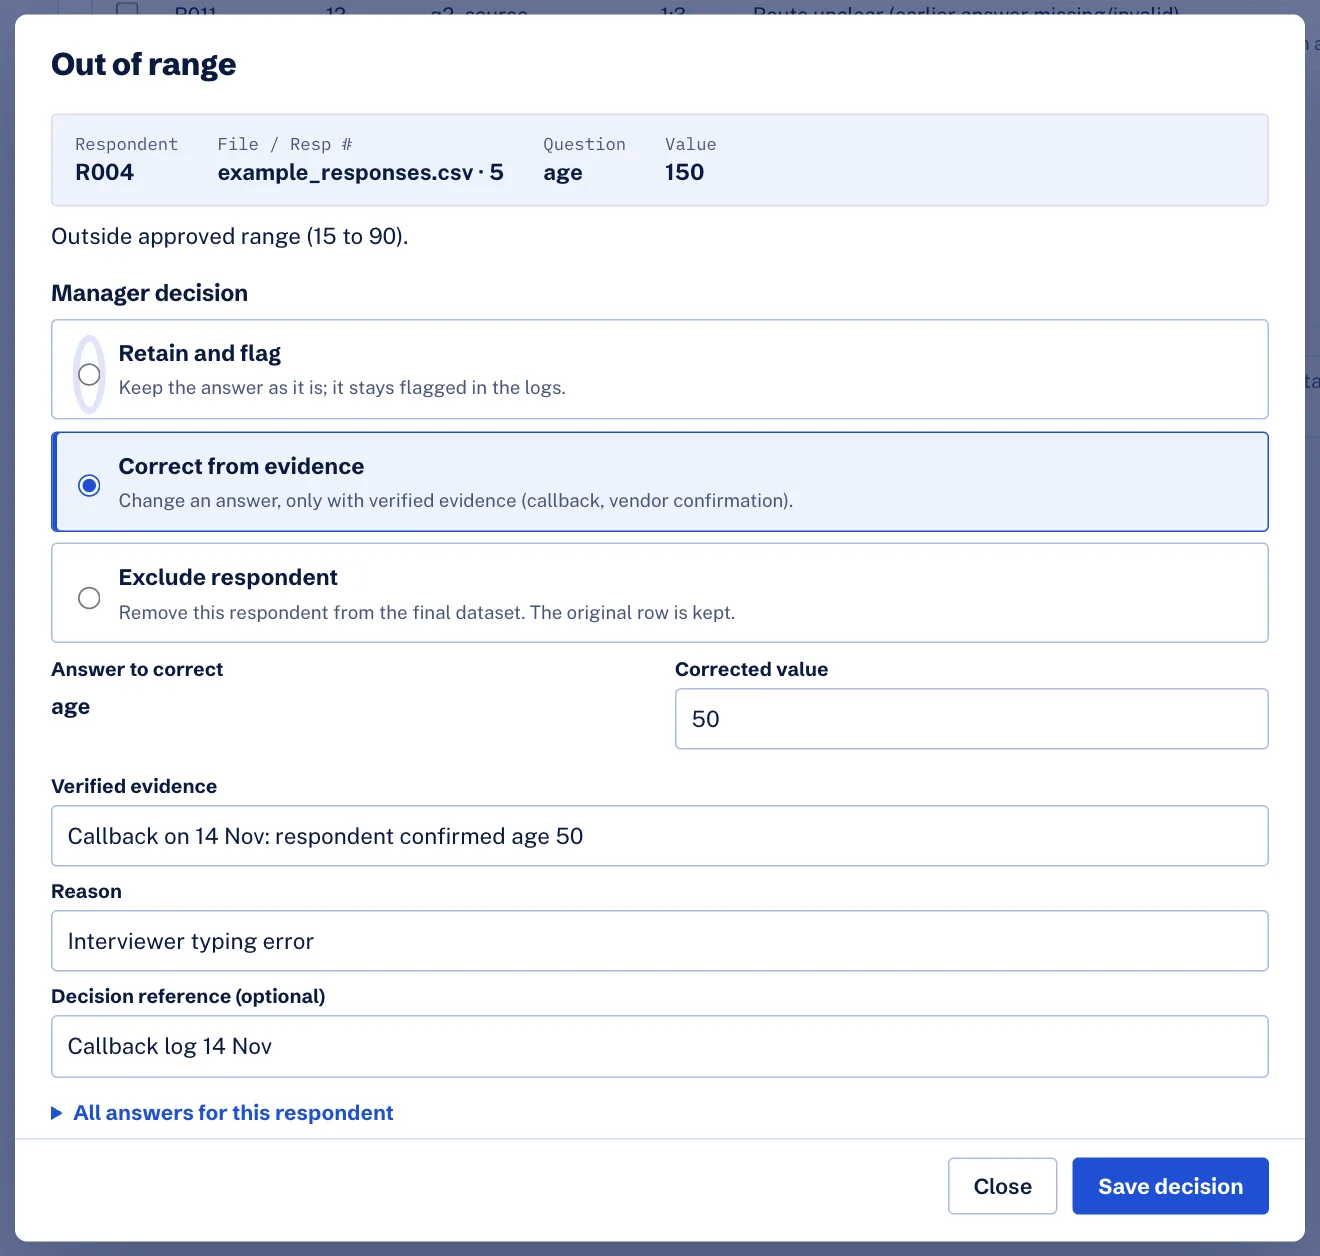 Out of range
Respondent File / Resp # Question Value
R004 example_responses.csv · 5 age 150
Outside approved range (15 to 90).
Manager decision
Retain and flag
Keep the answer as it is; it stays flagged in the logs.
Correct from evidence
Change an answer, only with verified evidence (callback, vendor confirmation).
Exclude respondent
Remove this respondent from the final dataset. The original row is kept.
Answer to correct Corrected value
age
50
Verified evidence
Callback on 14 Nov: respondent confirmed age 50
Reason
Interviewer typing error
Decision reference (optional)
Callback log 14 Nov
All answers for this respondent
Close Save decision